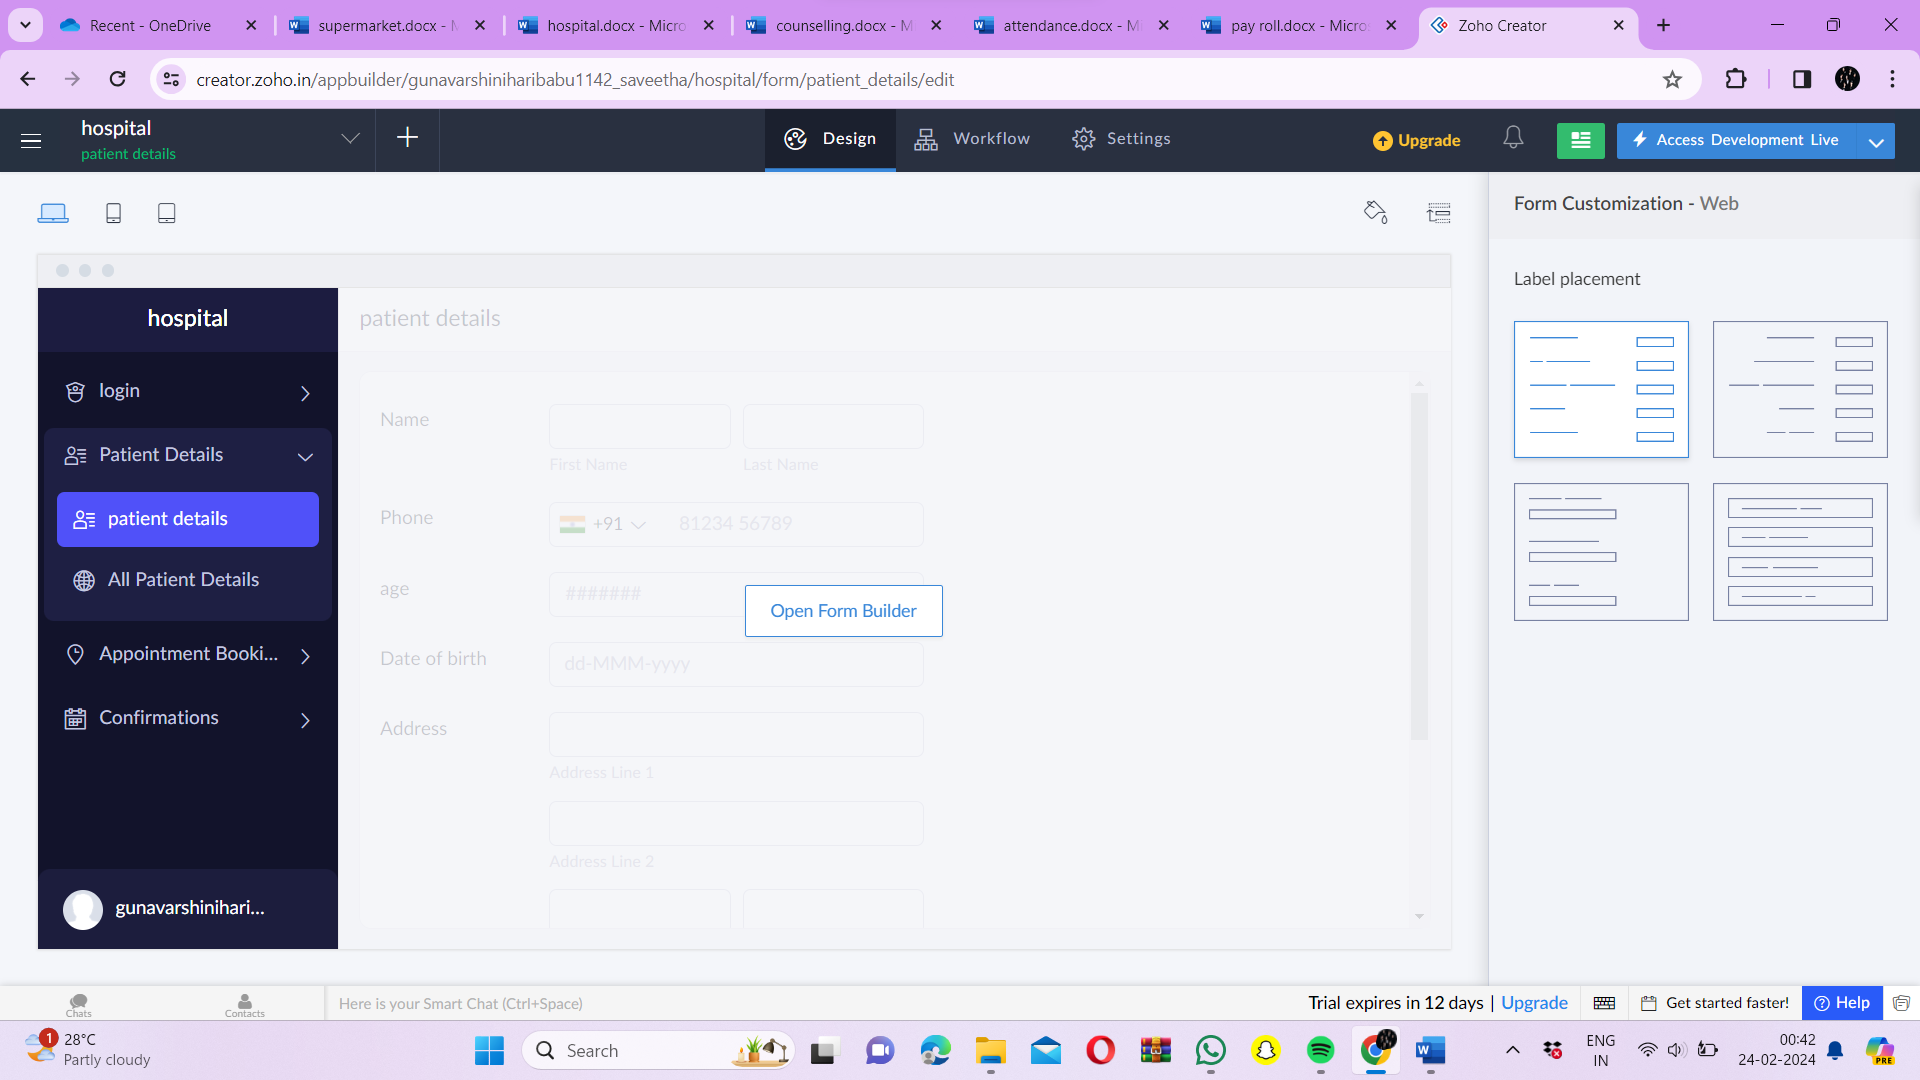 Recent - OneDrive
supermarket.docx - M
hospital.docx - Micro
counselling.docx - M
attendance.docx - Mi
pay roll.docx - Micros
Zoho Creator
creator.zoho.in/appbuilder/gunavarshiniharibabu1142_saveetha/hospital/form/patient_details/edit
hospital
patient details
Design
Workflow
Settings
Upgrade
Access Development Live
Form Customization - Web
Label placement
hospital
login
Patient Details
patient details
All Patient Details
Appointment Booki...
Confirmations
gunavarshinihari...
patient details
Name
First Name
Last Name
Phone
+91
81234 56789
age
#######
Open Form Builder
Date of birth
dd-MMM-yyyy
Address
Address Line 1
Address Line 2
Chats
Contacts
Here is your Smart Chat (Ctrl+Space)
Trial expires in 12 days | Upgrade
Get started faster!
Help
1
28°C
Partly cloudy
Search
ENG
IN
00:42
24-02-2024
PRE